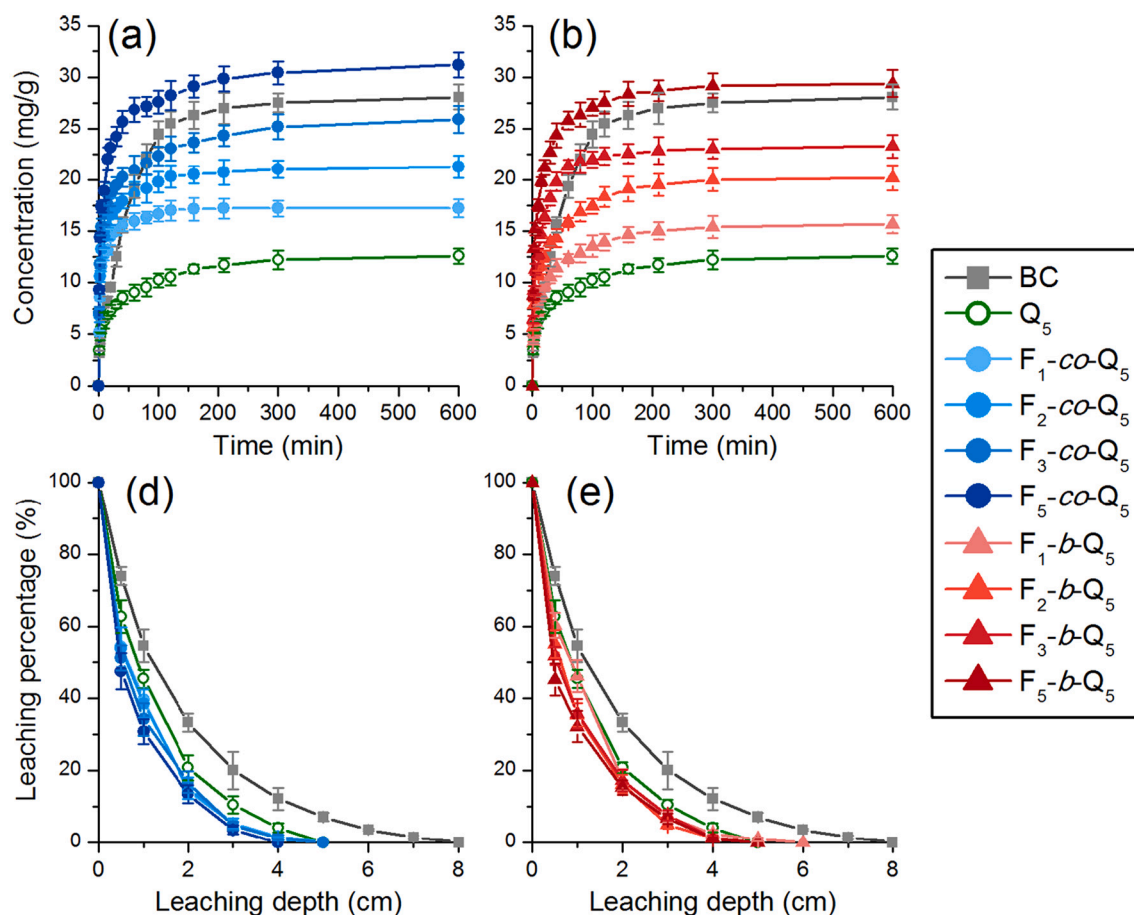 (a)
Concentration (mg/g)
35
30
25
20
15
10
5
0
0 100 200 300 400 500 600
Time (min)
(b)
35
30
25
20
15
10
5
0
0 100 200 300 400 500 600
Time (min)
BC
Q5
F1-co-Q5
F2-co-Q5
F3-co-Q5
F5-co-Q5
F1-b-Q5
F2-b-Q5
F3-b-Q5
F5-b-Q5
(d)
Leaching percentage (%)
100
80
60
40
20
0
0 2 4 6 8
Leaching depth (cm)
(e)
100
80
60
40
20
0
0 2 4 6 8
Leaching depth (cm)